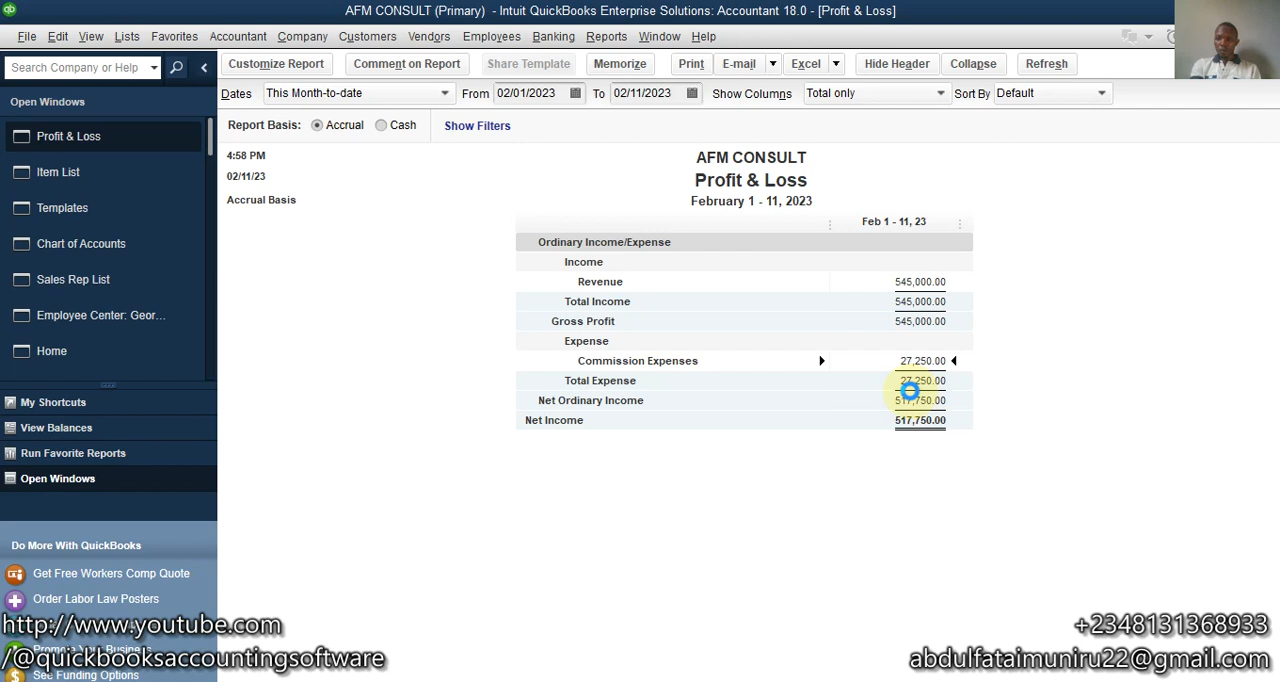 AFM CONSULT (Primary) - Intuit QuickBooks Enterprise Solutions: Accountant 18.0 - [Profit & Loss]
File Edit View Lists Favorites Accountant Company Customers Vendors Employees Banking Reports Window Help
Search Company or Help
Customize Report Comment on Report Share Template Memorize Print E-mail Excel Hide Header Collapse Refresh
Dates This Month-to-date From 02/01/2023 To 02/11/2023 Show Columns Total only Sort By Default
Report Basis: Accrual Cash Show Filters
Open Windows
Profit & Loss
Item List
Templates
Chart of Accounts
Sales Rep List
Employee Center: Geor...
Home
My Shortcuts
View Balances
Run Favorite Reports
Open Windows
Do More With QuickBooks
Get Free Workers Comp Quote
Order Labor Law Posters
See Funding Options
4:58 PM
02/11/23
Accrual Basis
AFM CONSULT
Profit & Loss
February 1 - 11, 2023
Feb 1 - 11, 23
Ordinary Income/Expense
Income
Revenue 545,000.00
Total Income 545,000.00
Gross Profit 545,000.00
Expense
Commission Expenses 27,250.00
Total Expense 27,250.00
Net Ordinary Income 517,750.00
Net Income 517,750.00
http://www.youtube.com
/@quickbooksaccountingsoftware
+2348131368933
abdulfataimuniru22@gmail.com